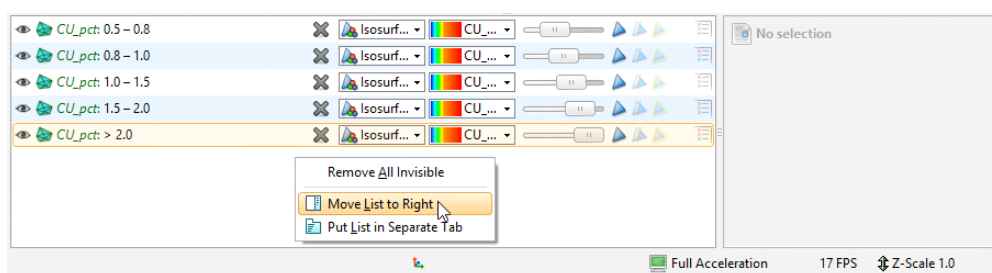 CU_pct: 0.5 – 0.8 Isosurf... CU_...
CU_pct: 0.8 – 1.0 Isosurf... CU_...
CU_pct: 1.0 – 1.5 Isosurf... CU_...
CU_pct: 1.5 – 2.0 Isosurf... CU_...
CU_pct: > 2.0 Isosurf... CU_...
No selection
Remove All Invisible
Move List to Right
Put List in Separate Tab
Full Acceleration 17 FPS Z-Scale 1.0